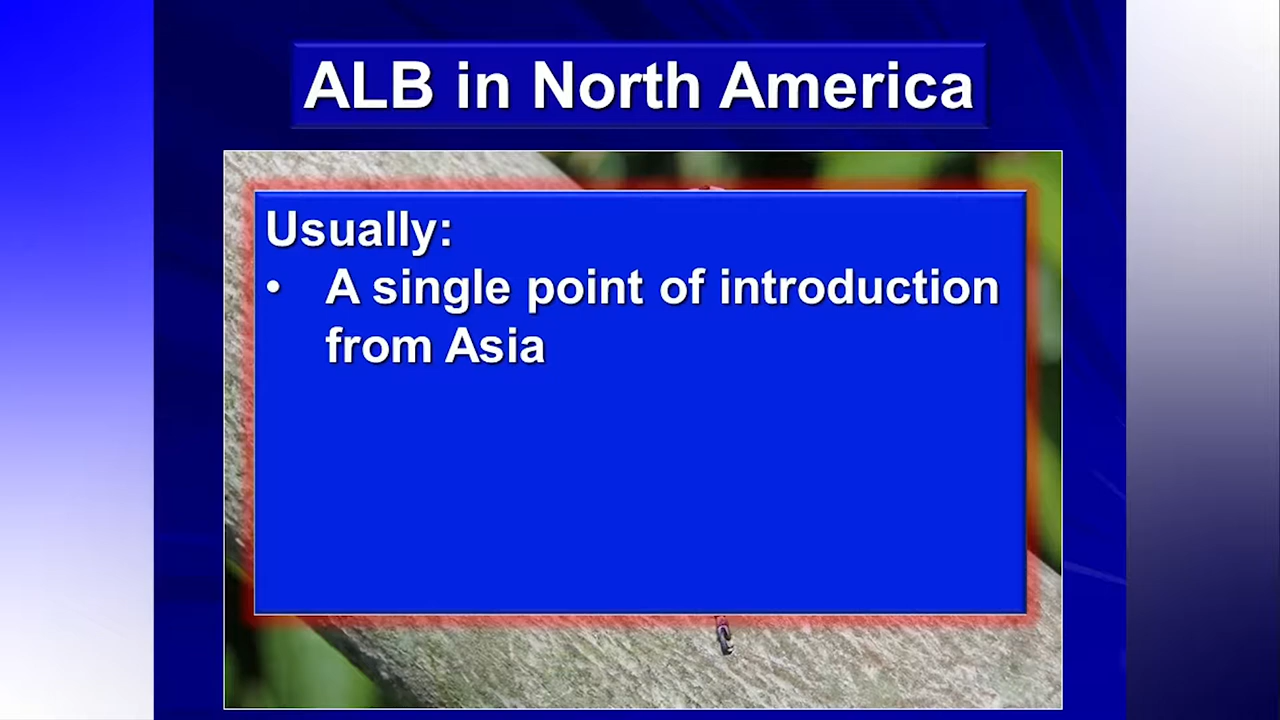 ALB in North America
Usually:
• A single point of introduction
from Asia